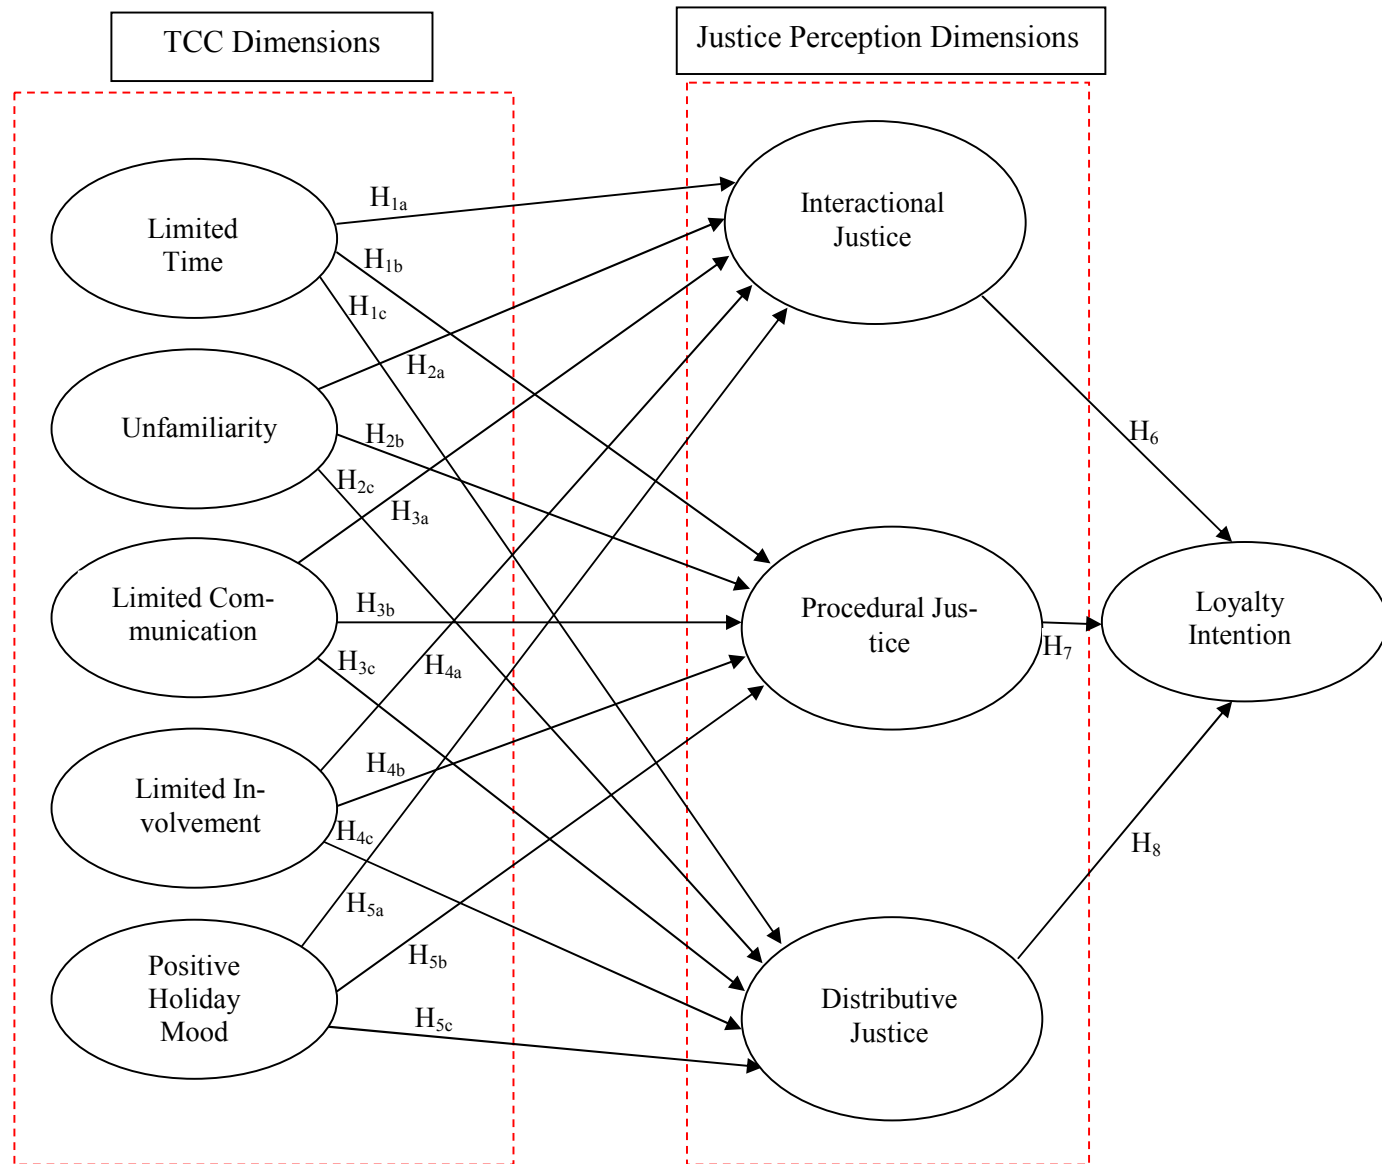 TCC Dimensions
Justice Perception Dimensions
Limited
Time
Unfamiliarity
Limited Com-
munication
Limited In-
volvement
Positive
Holiday
Mood
H1a
H1b
H1c
H2a
H2b
H2c
H3a
H3b
H3c
H4a
H4b
H4c
H5a
H5b
H5c
Interactional
Justice
Procedural Jus-
tice
Distributive
Justice
H6
H7
H8
Loyalty
Intention